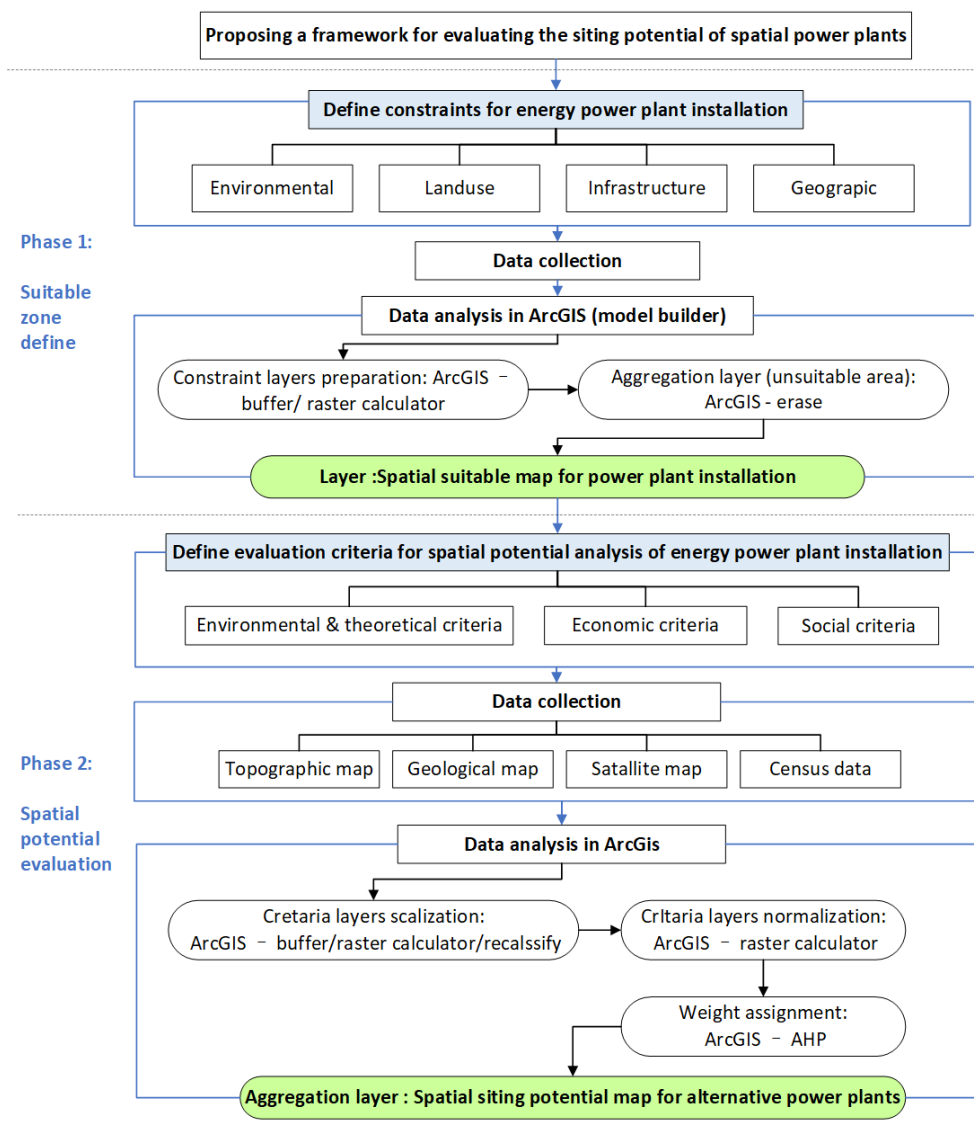 Proposing a framework for evaluating the siting potential of spatial power plants
Define constraints for energy power plant installation
Environmental
Landuse
Infrastructure
Geograpic
Phase 1:
Suitable
zone
define
Data collection
Data analysis in ArcGIS (model builder)
Constraint layers preparation: ArcGIS –
buffer/ raster calculator
Aggregation layer (unsuitable area):
ArcGIS - erase
Layer :Spatial suitable map for power plant installation
Define evaluation criteria for spatial potential analysis of energy power plant installation
Environmental & theoretical criteria
Economic criteria
Social criteria
Phase 2:
Spatial
potential
evaluation
Data collection
Topographic map
Geological map
Satallite map
Census data
Data analysis in ArcGis
Cretaria layers scalization:
ArcGIS – buffer/raster calculator/recalssify
CrItaria layers normalization:
ArcGIS – raster calculator
Weight assignment:
ArcGIS – AHP
Aggregation layer : Spatial siting potential map for alternative power plants